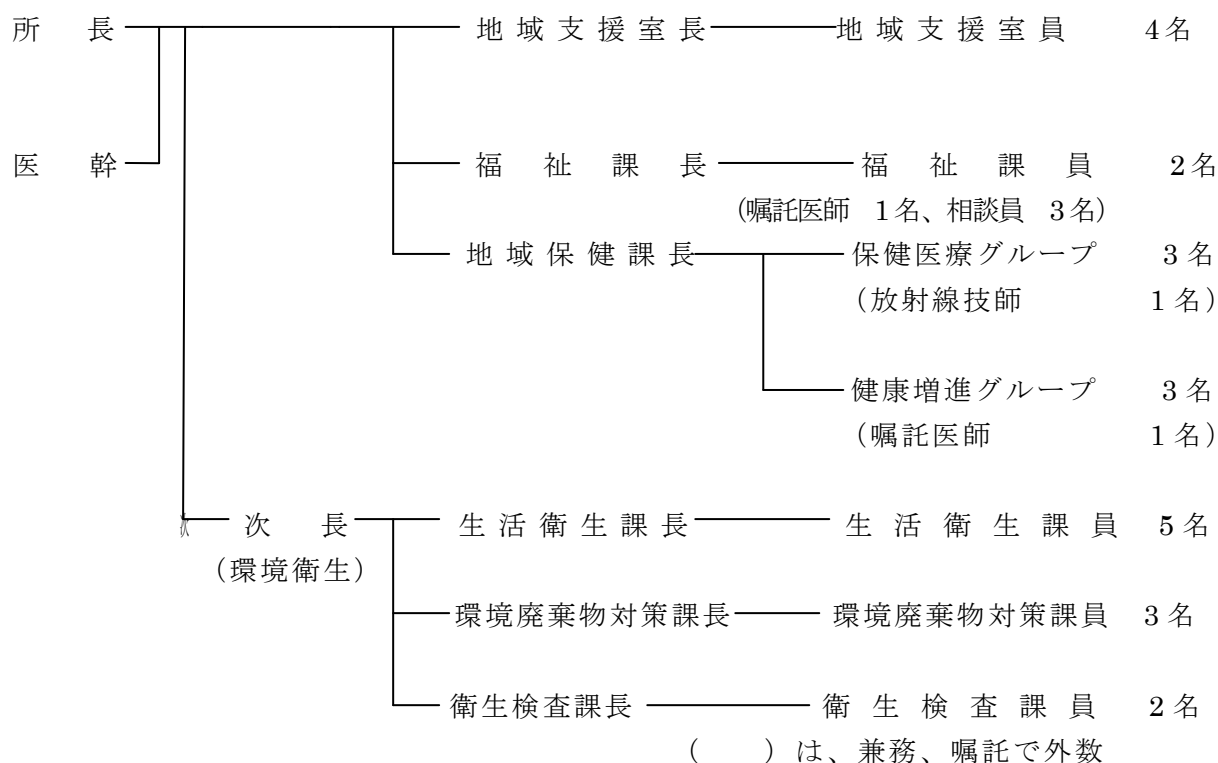 所長 地域支援室長 地域支援室員 4名
医幹 福祉課長 福祉課員 2名
(嘱託医師 1名、相談員 3名)
地域保健課長 保健医療グループ 3名
(放射線技師 1名)
健康増進グループ 3名
(嘱託医師 1名)
次 次長 生活衛生課長 生活衛生課員 5名
(環境衛生)
環境廃棄物対策課長 環境廃棄物対策課員 3名
衛生検査課長 衛生検査課員 2名
( )は、兼務、嘱託で外数